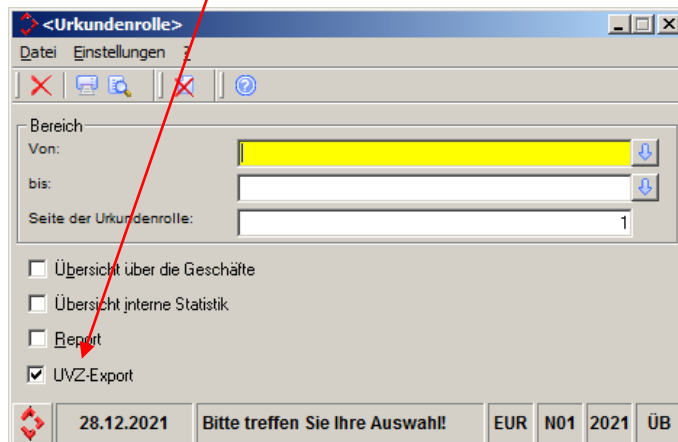 <Urkundenrolle>
Datei Einstellungen ?
Bereich
Von:
bis:
Seite der Urkundenrolle: 1
Übersicht über die Geschäfte
Übersicht interne Statistik
Report
UVZ-Export
28.12.2021 Bitte treffen Sie Ihre Auswahl! EUR N01 2021 ÜB